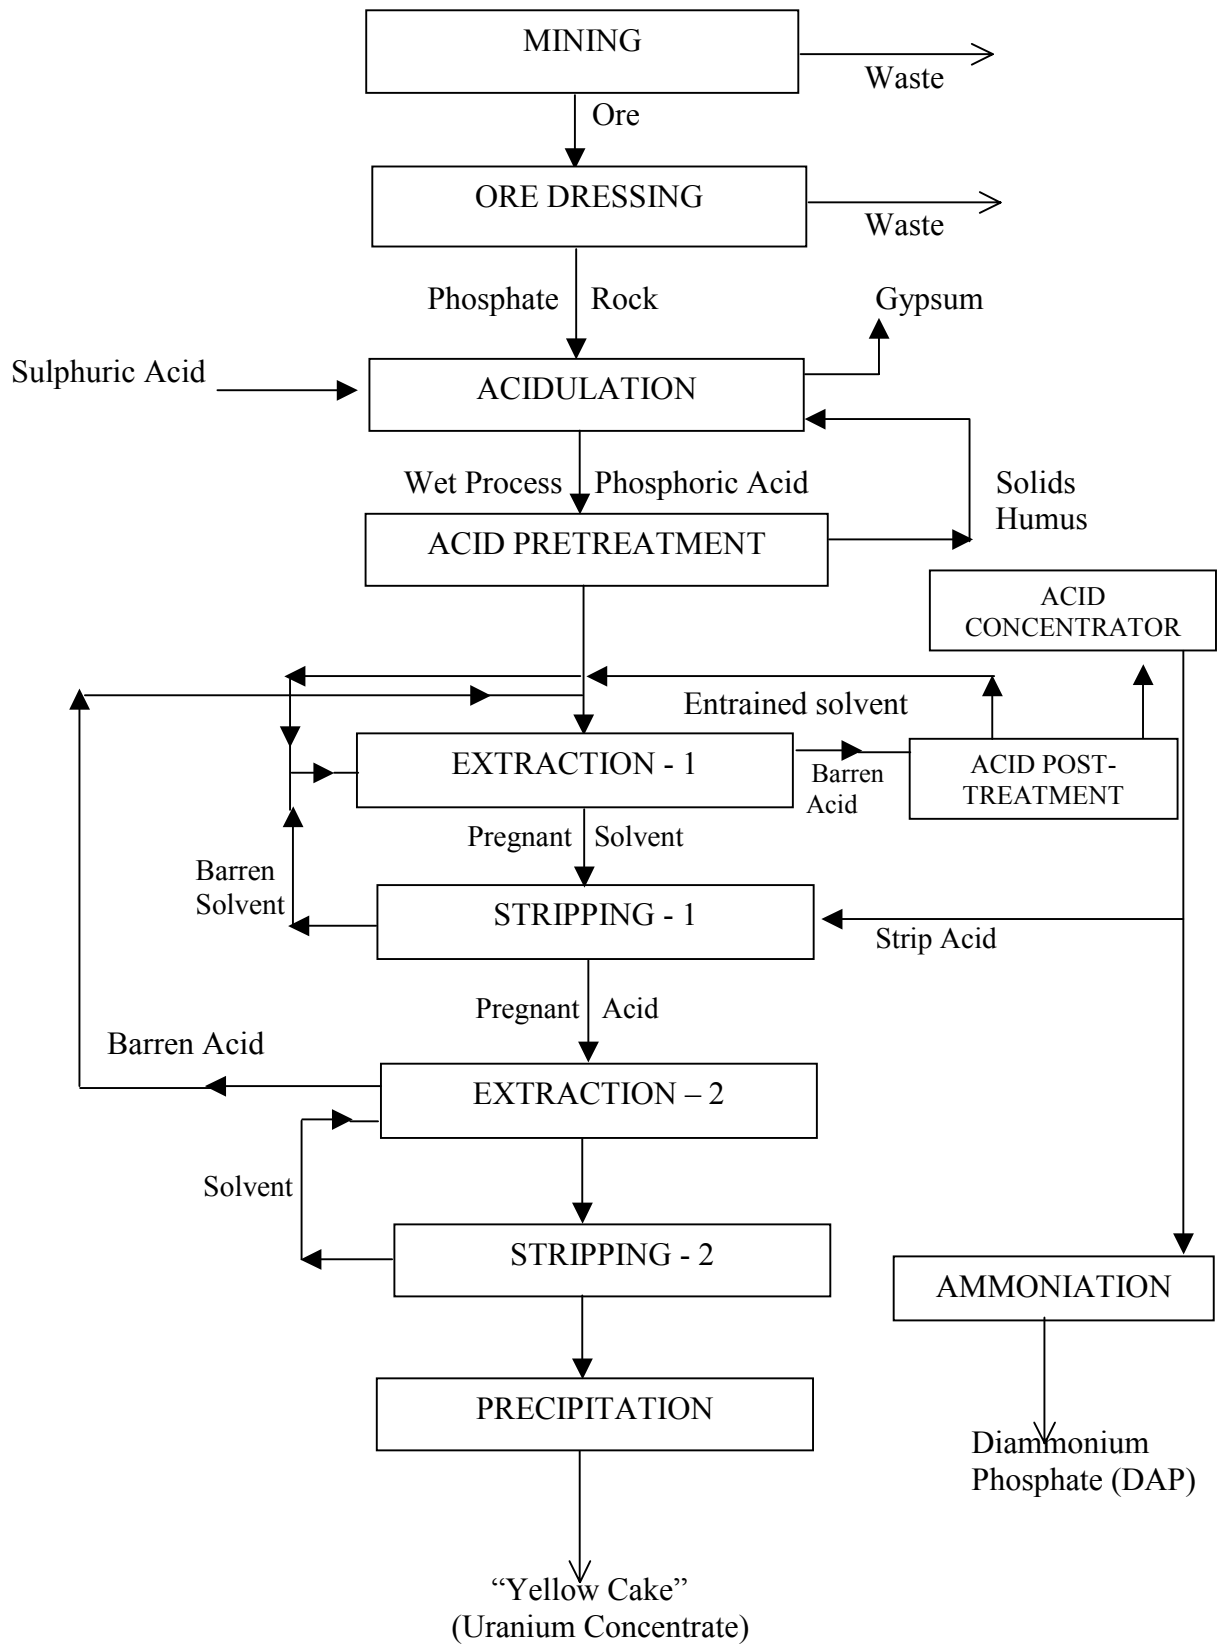 MINING
Waste
Ore
ORE DRESSING
Waste
Phosphate Rock
Gypsum
Sulphuric Acid
ACIDULATION
Wet Process Phosphoric Acid
Solids
Humus
ACID PRETREATMENT
ACID
CONCENTRATOR
Entrained solvent
EXTRACTION - 1
Barren
Acid
ACID POST-
TREATMENT
Pregnant Solvent
Barren
Solvent
STRIPPING - 1
Strip Acid
Pregnant Acid
Barren Acid
EXTRACTION – 2
Solvent
STRIPPING - 2
AMMONIATION
PRECIPITATION
Diammonium
Phosphate (DAP)
“Yellow Cake”
(Uranium Concentrate)